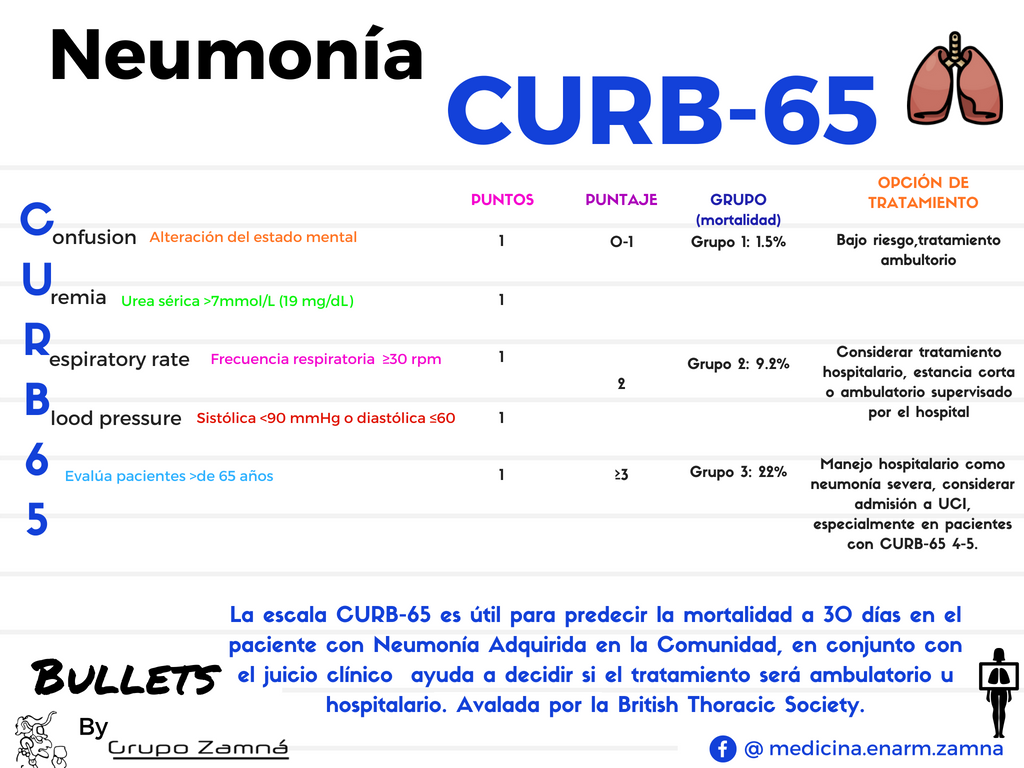 Neumonía
CURB-65
PUNTOS PUNTAJE GRUPO (mortalidad) OPCIÓN DE TRATAMIENTO
Confusion Alteración del estado mental 1 0-1 Grupo 1: 1.5% Bajo riesgo,tratamiento
ambultorio
Uremia Urea sérica >7mmol/L (19 mg/dL) 1
Respiratory rate Frecuencia respiratoria ≥30 rpm 1
2 Grupo 2: 9.2% Considerar tratamiento
hospitalario, estancia corta
o ambulatorio supervisado
por el hospital
Blood pressure Sistólica <90 mmHg o diastólica ≤60 1
65 Evalúa pacientes >de 65 años 1 ≥3 Grupo 3: 22% Manejo hospitalario como
neumonía severa, considerar
admisión a UCI,
especialmente en pacientes
con CURB-65 4-5.
La escala CURB-65 es útil para predecir la mortalidad a 30 días en el
paciente con Neumonía Adquirida en la Comunidad, en conjunto con
el juicio clínico ayuda a decidir si el tratamiento será ambulatorio u
hospitalario. Avalada por la British Thoracic Society.
Bullets
By
Grupo Zamná
@ medicina.enarm.zamna